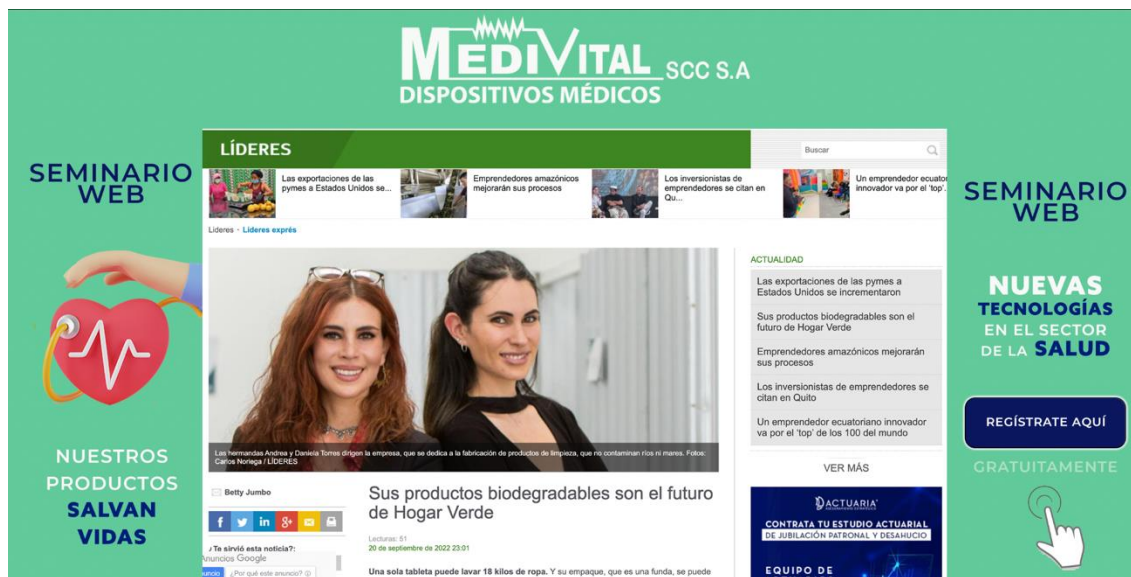 MEDIVITAL SCC S.A
DISPOSITIVOS MÉDICOS
SEMINARIO
WEB
NUESTROS
PRODUCTOS
SALVAN
VIDAS
LÍDERES
Buscar
Las exportaciones de las
pymes a Estados Unidos se...
Emprendedores amazónicos
mejorarán sus procesos
Los inversionistas de
emprendedores se citan en
Qu...
Un emprendedor ecuator
innovador va por el 'top'.
Líderes - Líderes exprés
Las hermandas Andrea y Daniela Torres dirigen la empresa, que se dedica a la fabricación de productos de limpieza, que no contaminan ríos ni mares. Fotos:
Carlos Noriega / LÍDERES
Betty Jumbo
¿Te sirvió esta noticia?:
Anuncios Google
¿Por qué este anuncio?
Sus productos biodegradables son el futuro
de Hogar Verde
Lecturas: 51
20 de septiembre de 2022 23:01
Una sola tableta puede lavar 18 kilos de ropa. Y su empaque, que es una funda, se puede
ACTUALIDAD
Las exportaciones de las pymes a
Estados Unidos se incrementaron
Sus productos biodegradables son el
futuro de Hogar Verde
Emprendedores amazónicos mejorarán
sus procesos
Los inversionistas de emprendedores se
citan en Quito
Un emprendedor ecuatoriano innovador
va por el 'top' de los 100 del mundo
VER MÁS
ACTUARIA
CONTRATA TU ESTUDIO ACTUARIAL
DE JUBILACIÓN PATRONAL Y DESAHUCIO
EQUIPO DE
SEMINARIO
WEB
NUEVAS
TECNOLOGÍAS
EN EL SECTOR
DE LA SALUD
REGÍSTRATE AQUÍ
GRATUITAMENTE